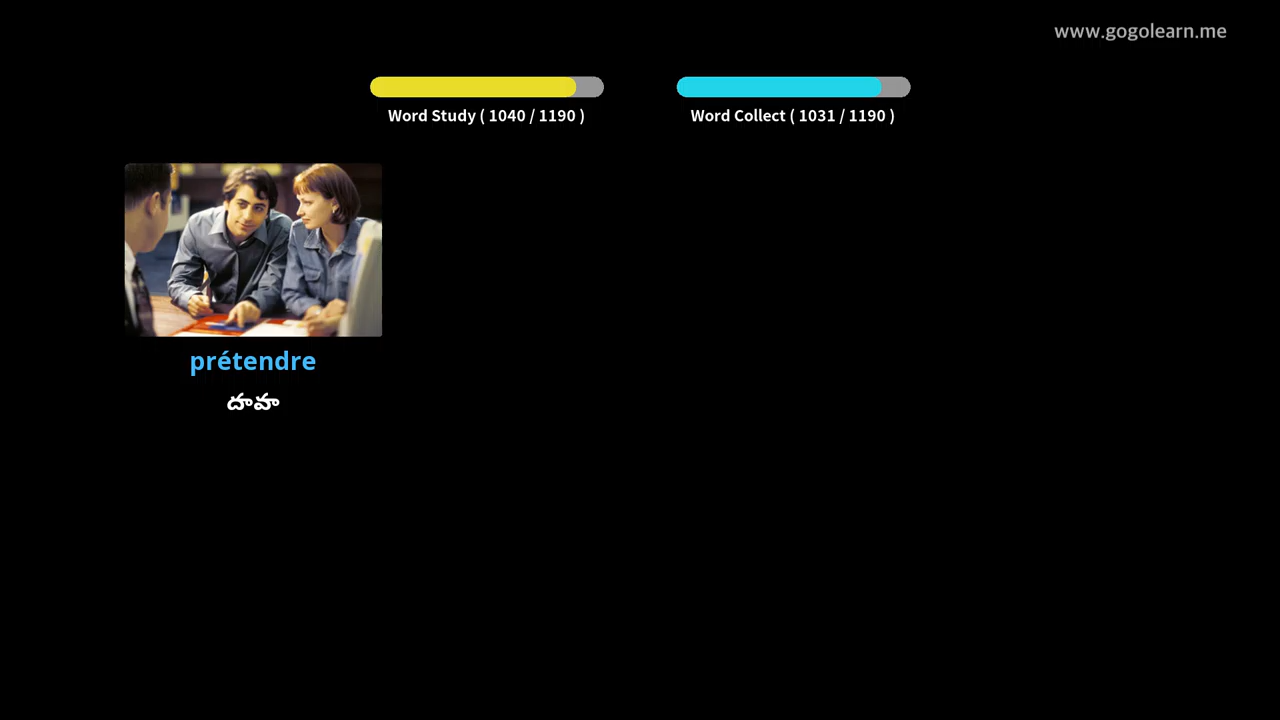 www.gogolearn.me
Word Study ( 1040 / 1190 )
Word Collect ( 1031 / 1190 )
prétendre
దావా